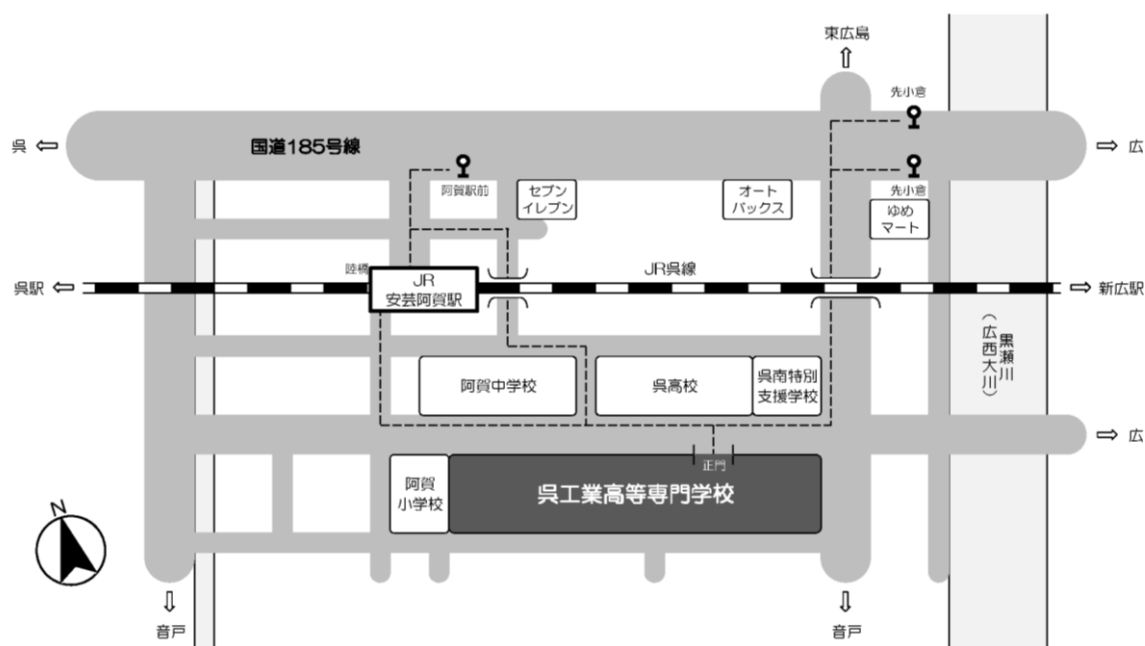 東広島
先小倉
呉
国道185号線
広
阿賀駅前
セブン
イレブン
オート
バックス
先小倉
ゆめ
マート
陸橋
JR
安芸阿賀駅
JR呉線
呉駅
新広駅
黒瀬川
(広西大川)
阿賀中学校
呉高校
呉南特別
支援学校
広
正門
阿賀
小学校
呉工業高等専門学校
N
音戸
音戸